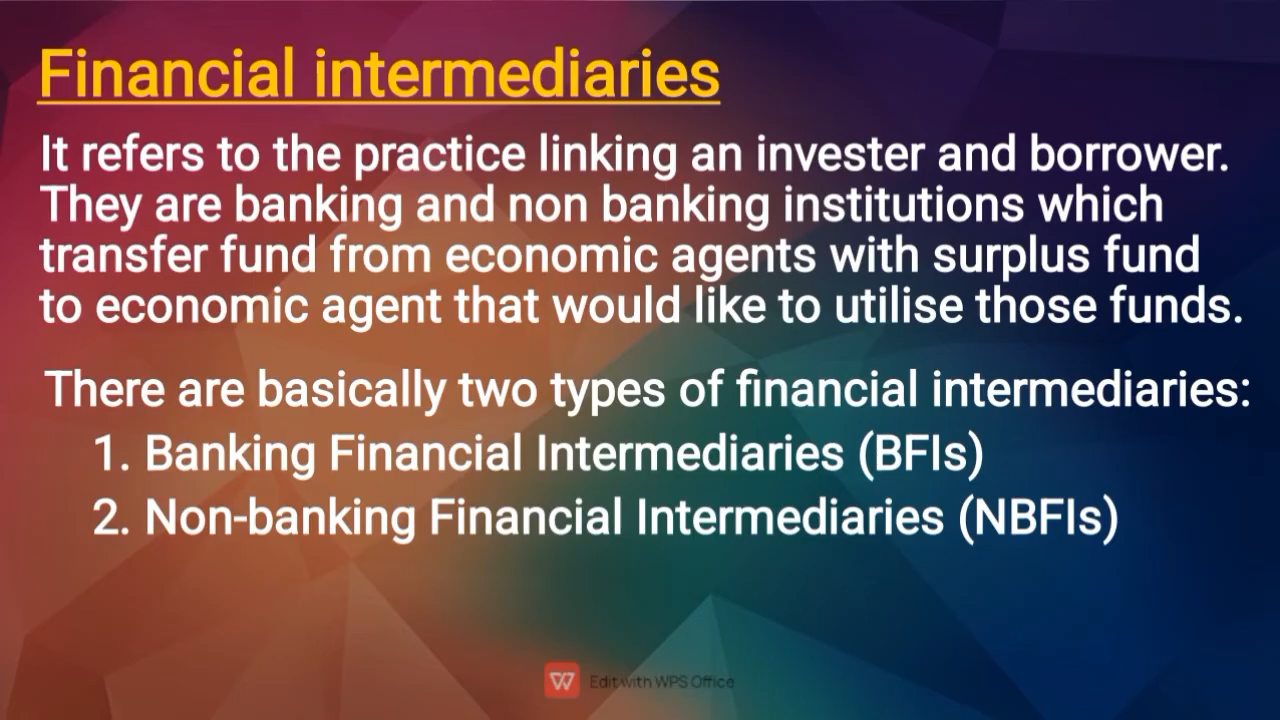 Financial intermediaries
It refers to the practice linking an invester and borrower.
They are banking and non banking institutions which
transfer fund from economic agents with surplus fund
to economic agent that would like to utilise those funds.
There are basically two types of financial intermediaries:
1. Banking Financial Intermediaries (BFIs)
2. Non-banking Financial Intermediaries (NBFIs)
Edit with WPS Office